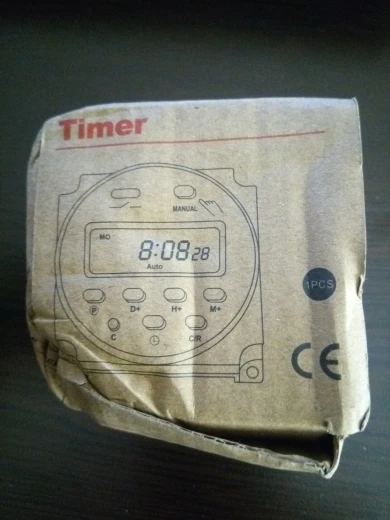 Timer
MANUAL
MO
8:08 28
Auto
P D+ H+ M+
C C/R
1PCS
CE